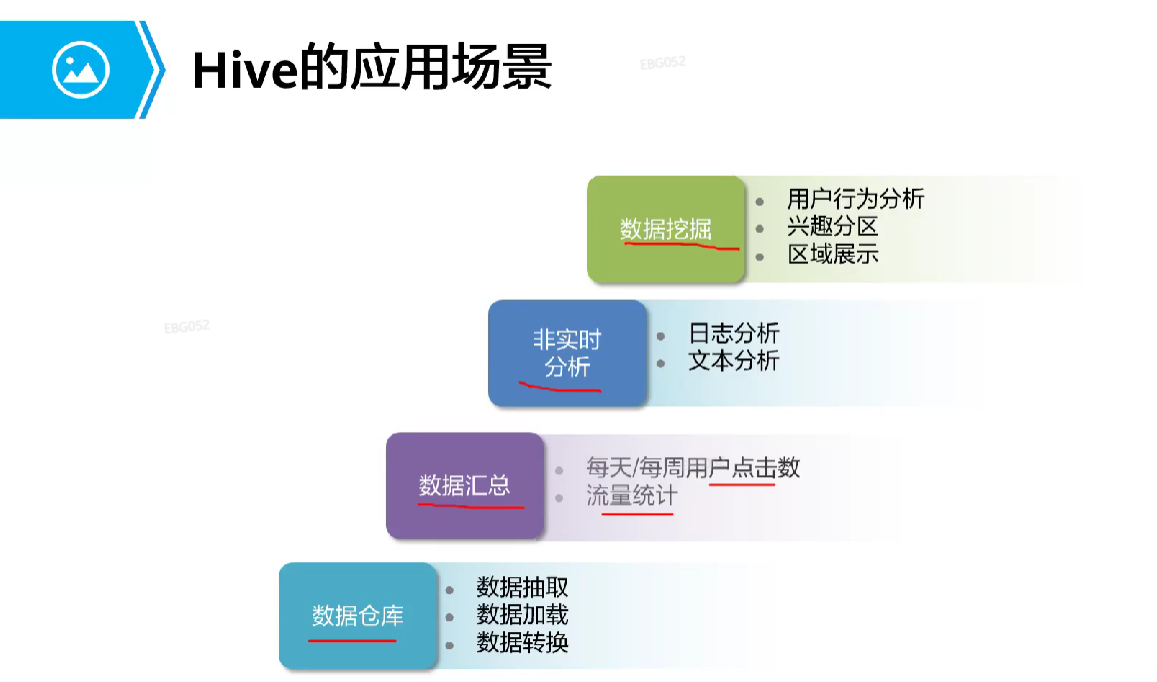 Hive的应用场景
EBG052
数据挖掘
用户行为分析
兴趣分区
区域展示
EBG052
非实时
分析
日志分析
文本分析
数据汇总
每天/每周用户点击数
流量统计
数据仓库
数据抽取
数据加载
数据转换